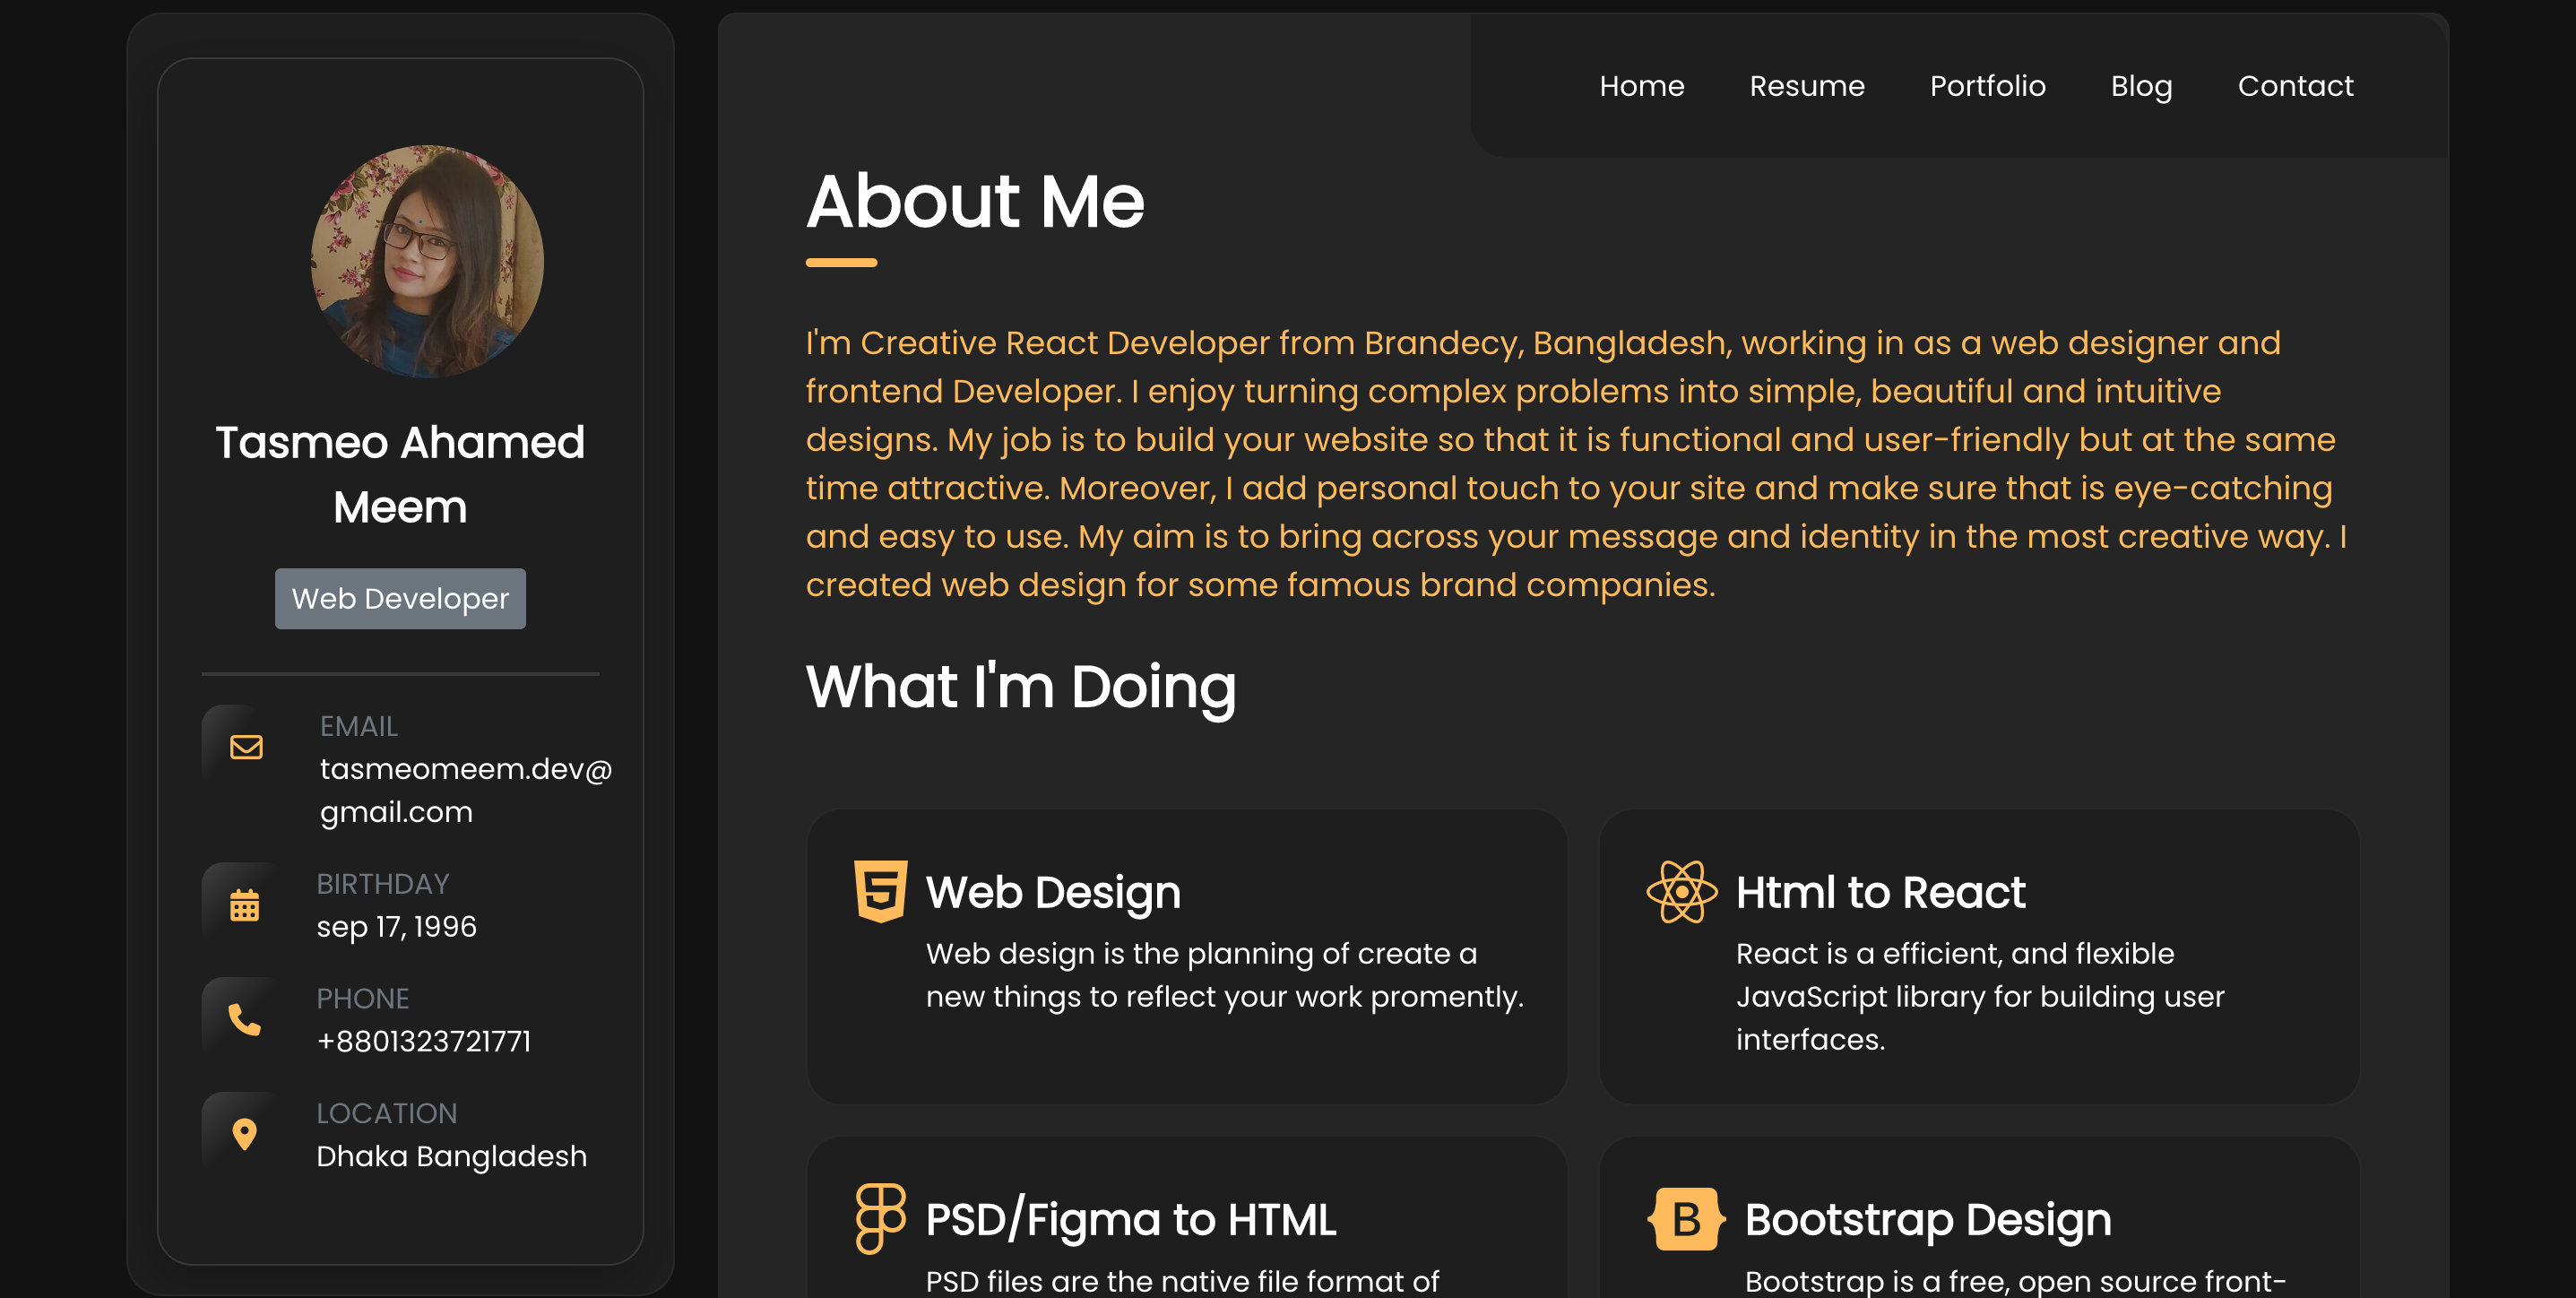 Home Resume Portfolio Blog Contact
Tasmeo Ahamed
Meem
Web Developer
EMAIL
tasmeomeem.dev@
gmail.com
BIRTHDAY
sep 17, 1996
PHONE
+8801323721771
LOCATION
Dhaka Bangladesh
About Me
I'm Creative React Developer from Brandecy, Bangladesh, working in as a web designer and
frontend Developer. I enjoy turning complex problems into simple, beautiful and intuitive
designs. My job is to build your website so that it is functional and user-friendly but at the same
time attractive. Moreover, I add personal touch to your site and make sure that is eye-catching
and easy to use. My aim is to bring across your message and identity in the most creative way. I
created web design for some famous brand companies.
What I'm Doing
Web Design
Web design is the planning of create a
new things to reflect your work promently.
Html to React
React is a efficient, and flexible
JavaScript library for building user
interfaces.
PSD/Figma to HTML
PSD files are the native file format of
B
Bootstrap Design
Bootstrap is a free, open source front-